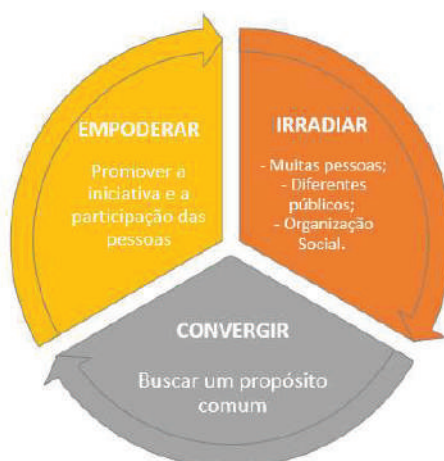 EMPODERAR
Promover a
iniciativa e a
participação das
pessoas
IRRADIAR
- Muitas pessoas;
- Diferentes
públicos;
- Organização
Social.
CONVERGIR
Buscar um propósito
comum